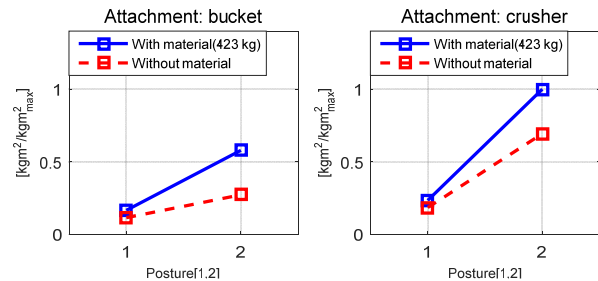 Attachment: bucket
With material(423 kg)
Without material
1
0.5
0
[kgm²/kgm²max]
1
2
Posture[1,2]
Attachment: crusher
With material(423 kg)
Without material
1
0.5
0
[kgm²/kgm²max]
1
2
Posture[1,2]